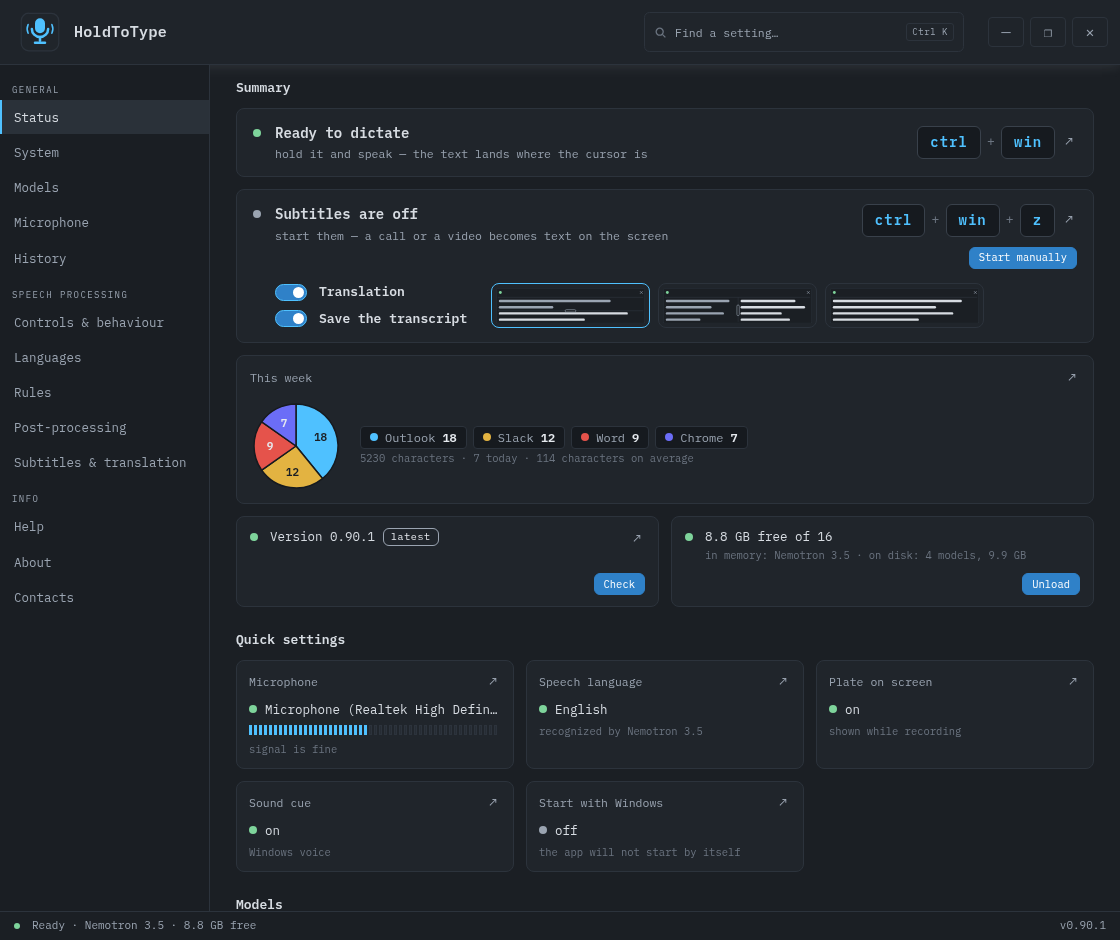 HoldToType
Find a setting…
Ctrl K
GENERAL
Status
System
Models
Microphone
History
SPEECH PROCESSING
Controls & behaviour
Languages
Rules
Post-processing
Subtitles & translation
INFO
Help
About
Contacts
Summary
Ready to dictate
hold it and speak — the text lands where the cursor is
ctrl + win ↗
Subtitles are off
start them — a call or a video becomes text on the screen
ctrl + win + z ↗
Start manually
Translation
Save the transcript
This week ↗
7
18
9
12
Outlook 18 Slack 12 Word 9 Chrome 7
5230 characters · 7 today · 114 characters on average
Version 0.90.1 latest ↗
Check
8.8 GB free of 16
in memory: Nemotron 3.5 · on disk: 4 models, 9.9 GB
Unload
Quick settings
Microphone ↗
Microphone (Realtek High Defin…
signal is fine
Speech language ↗
English
recognized by Nemotron 3.5
Plate on screen ↗
on
shown while recording
Sound cue ↗
on
Windows voice
Start with Windows ↗
off
the app will not start by itself
Models
Ready · Nemotron 3.5 · 8.8 GB free
v0.90.1